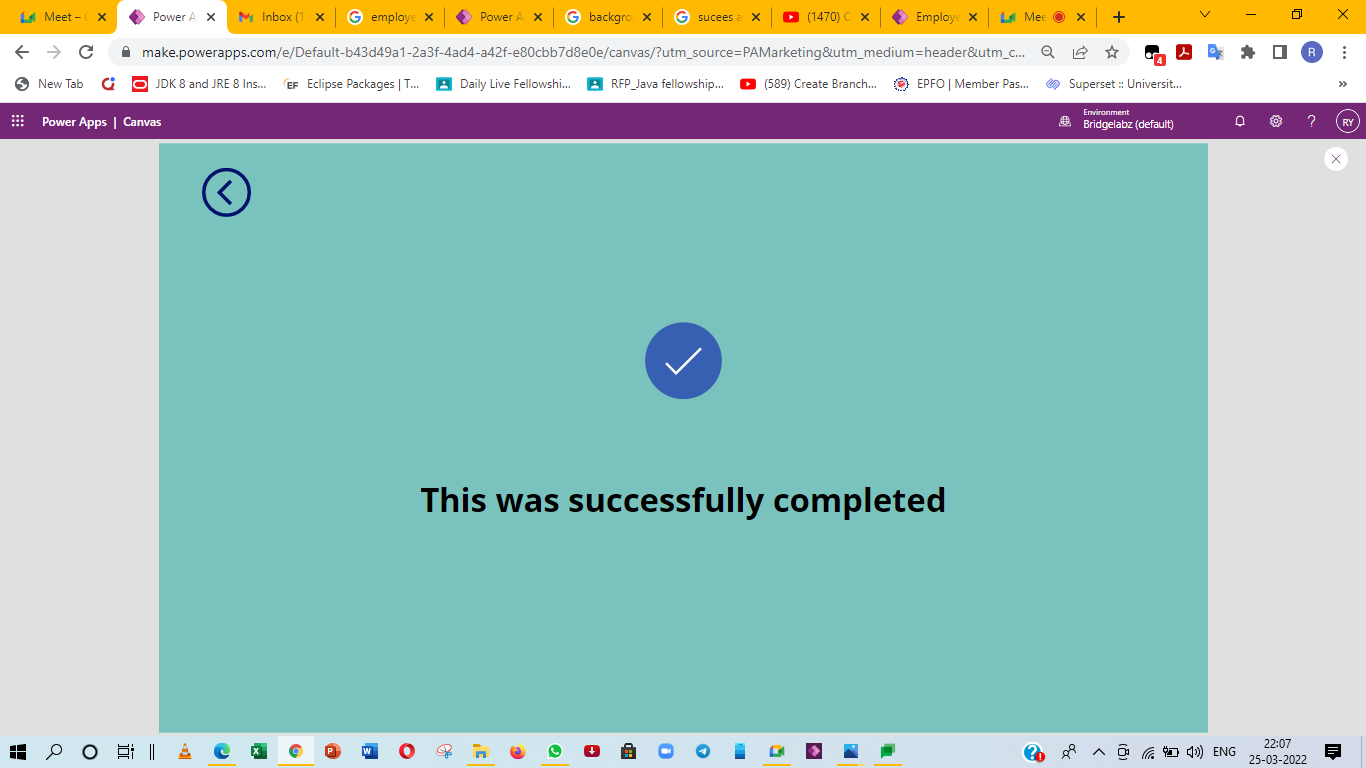 Meet – G
Power A
Inbox (1
employe
Power A
backgro
sucees a
(1470) C
Employe
Mee
make.powerapps.com/e/Default-b43d49a1-2a3f-4ad4-a42f-e80cbb7d8e0e/canvas/?utm_source=PAMarketing&utm_medium=header&utm_c...
4
R
New Tab
JDK 8 and JRE 8 Ins...
EF Eclipse Packages | T...
Daily Live Fellowshi...
RFP_Java fellowship...
(589) Create Branch...
EPFO | Member Pas...
Superset :: Universit...
Power Apps | Canvas
Environment
Bridgelabz (default)
RY
This was successfully completed
ENG
22:07
25-03-2022